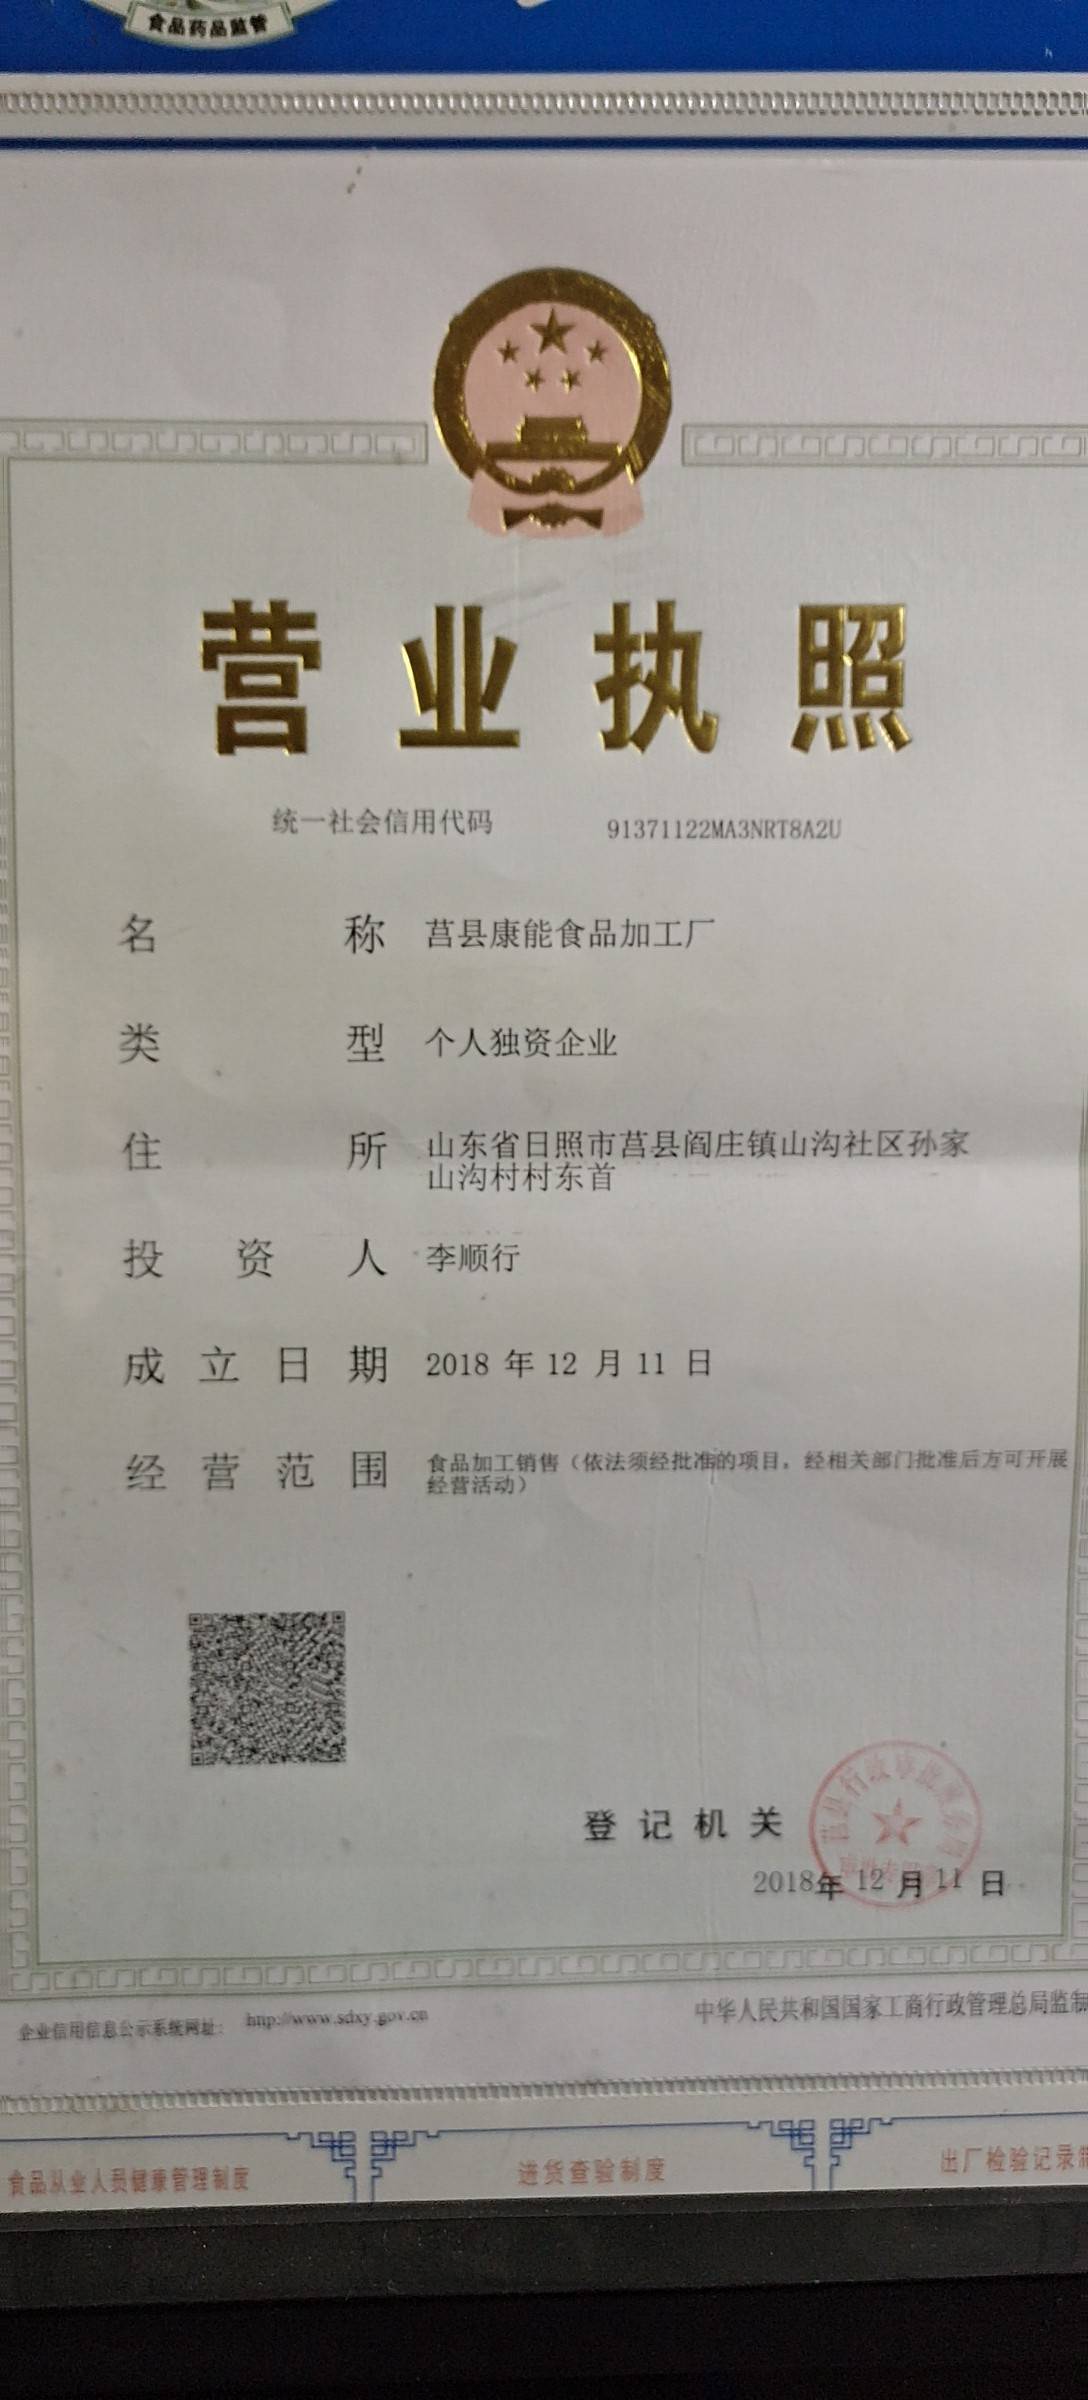 食品药品监管
营业执照
统一社会信用代码 91371122MA3NRT8A2U
名称 莒县康能食品加工厂
类型 个人独资企业
住所 山东省日照市莒县阎庄镇山沟社区孙家
山沟村村东首
投资人 李顺行
成立日期 2018 年 12 月 11 日
经营范围 食品加工销售（依法须经批准的项目，经相关部门批准后方可开展
经营活动）
登记机关
莒县行政审批服务局
2018年 12 月 11 日
企业信用信息公示系统网址： http://www.sdxy.gov.cn
中华人民共和国国家工商行政管理总局监制
食品从业人员健康管理制度
进货查验制度
出厂检验记录制